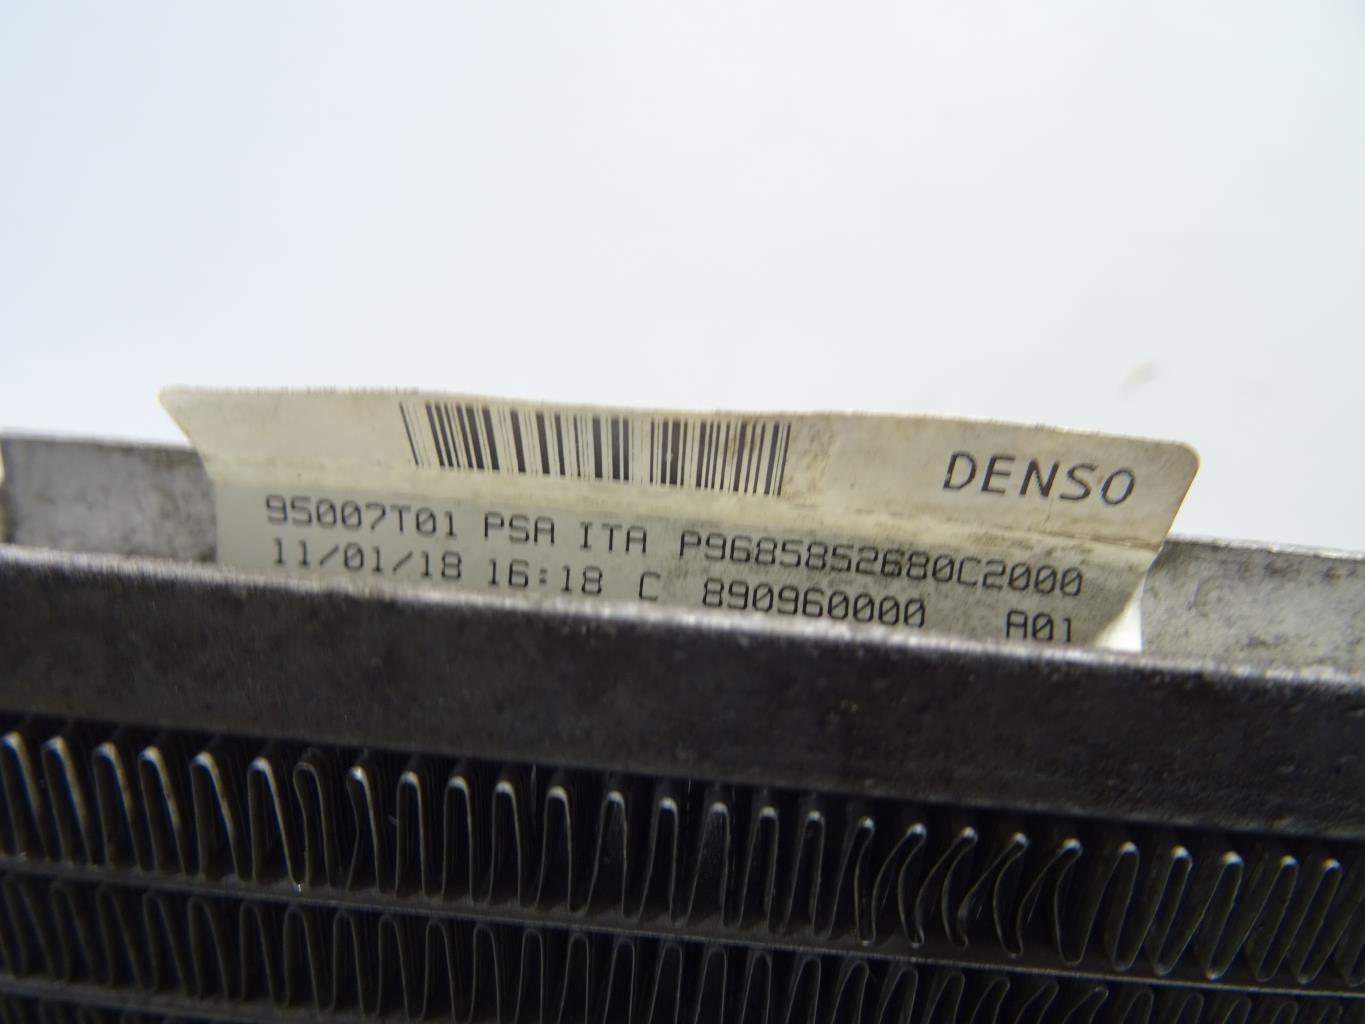 DENSO
95007T01 PSA ITA P9685852680C2000
11/01/18 16:18 C 890960000 A01